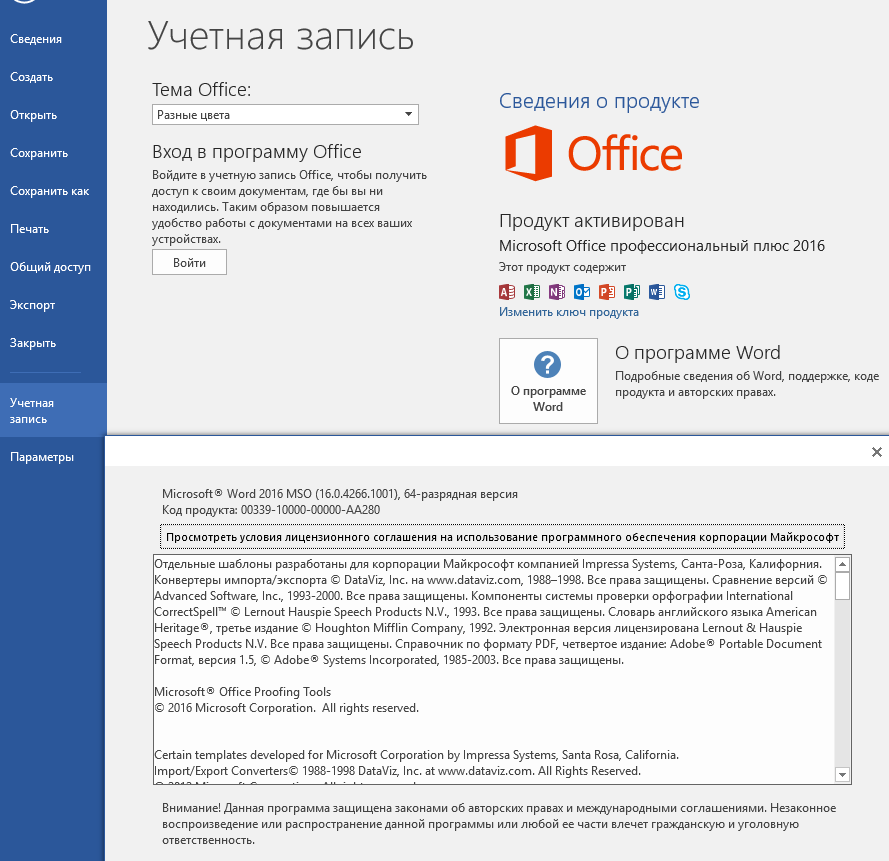 Сведения
Создать
Открыть
Сохранить
Сохранить как
Печать
Общий доступ
Экспорт
Закрыть
Учетная
запись
Параметры
Учетная запись
Тема Office:
Разные цвета
Вход в программу Office
Войдите в учетную запись Office, чтобы получить
доступ к своим документам, где бы вы ни
находились. Таким образом повышается
удобство работы с документами на всех ваших
устройствах.
Войти
Сведения о продукте
Office
Продукт активирован
Microsoft Office профессиональный плюс 2016
Этот продукт содержит
Изменить ключ продукта
О программе
Word
О программе Word
Подробные сведения об Word, поддержке, коде
продукта и авторских правах.
Microsoft® Word 2016 MSO (16.0.4266.1001), 64-разрядная версия
Код продукта: 00339-10000-00000-AA280
Просмотреть условия лицензионного соглашения на использование программного обеспечения корпорации Майкрософт
Отдельные шаблоны разработаны для корпорации Майкрософт компанией Impressa Systems, Санта-Роза, Калифорния.
Конвертеры импорта/экспорта © DataViz, Inc. на www.dataviz.com, 1988–1998. Все права защищены. Сравнение версий ©
Advanced Software, Inc., 1993-2000. Все права защищены. Компоненты системы проверки орфографии International
CorrectSpell™ © Lernout Hauspie Speech Products N.V., 1993. Все права защищены. Словарь английского языка American
Heritage®, третье издание © Houghton Mifflin Company, 1992. Электронная версия лицензирована Lernout & Hauspie
Speech Products N.V. Все права защищены. Справочник по формату PDF, четвертое издание: Adobe® Portable Document
Format, версия 1.5, © Adobe® Systems Incorporated, 1985-2003. Все права защищены.
Microsoft® Office Proofing Tools
© 2016 Microsoft Corporation.  All rights reserved.
Certain templates developed for Microsoft Corporation by Impressa Systems, Santa Rosa, California.
Import/Export Converters© 1988-1998 DataViz, Inc. at www.dataviz.com. All Rights Reserved.
Внимание! Данная программа защищена законами об авторских правах и международными соглашениями. Незаконное
воспроизведение или распространение данной программы или любой ее части влечет гражданскую и уголовную
ответственность.